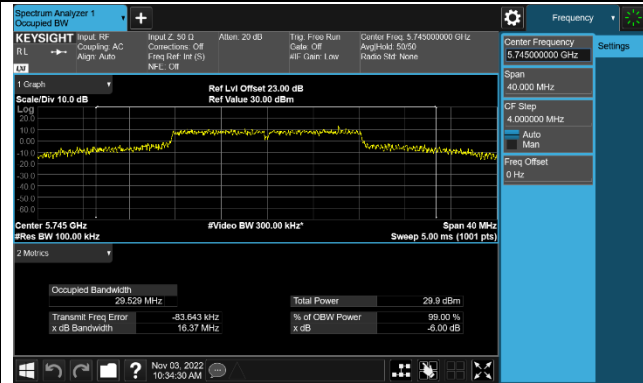 Spectrum Analyzer 1
Occupied BW
Frequency
KEYSIGHT
RL
LXI
Input: RF
Coupling: AC
Align: Auto
Input Z: 50 Ω
Corrections: Off
Freq Ref: Int (S)
NFE: Off
Atten: 20 dB
Trig: Free Run
Gate: Off
#IF Gain: Low
Center Freq: 5.745000000 GHz
Avg|Hold: 50/50
Radio Std: None
Center Frequency
5.745000000 GHz
Settings
Span
40.000 MHz
CF Step
4.000000 MHz
Auto
Man
Freq Offset
0 Hz
1 Graph
Scale/Div 10.0 dB
Ref Lvl Offset 23.00 dB
Ref Value 30.00 dBm
Log
20.0
10.0
0.00
-10.0
-20.0
-30.0
-40.0
-50.0
-60.0
Center 5.745 GHz
#Res BW 100.00 kHz
#Video BW 300.00 kHz*
Span 40 MHz
Sweep 5.00 ms (1001 pts)
2 Metrics
Occupied Bandwidth
29.529 MHz
Total Power 29.9 dBm
Transmit Freq Error -83.643 kHz
% of OBW Power 99.00 %
x dB Bandwidth 16.37 MHz
x dB -6.00 dB
?
Nov 03, 2022
10:34:30 AM